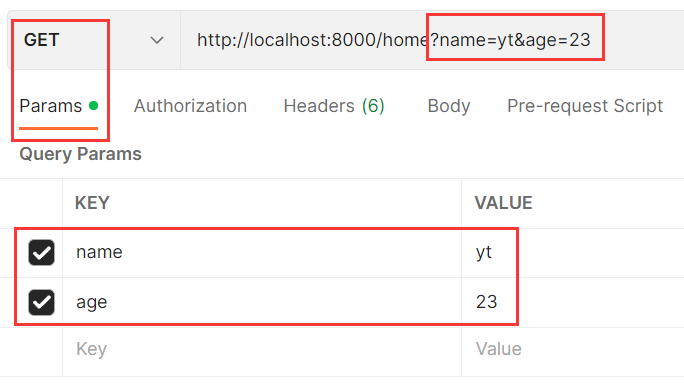 GET http://localhost:8000/home?name=yt&age=23
Params Authorization Headers (6) Body Pre-request Script
Query Params
KEY VALUE
name yt
age 23
Key Value